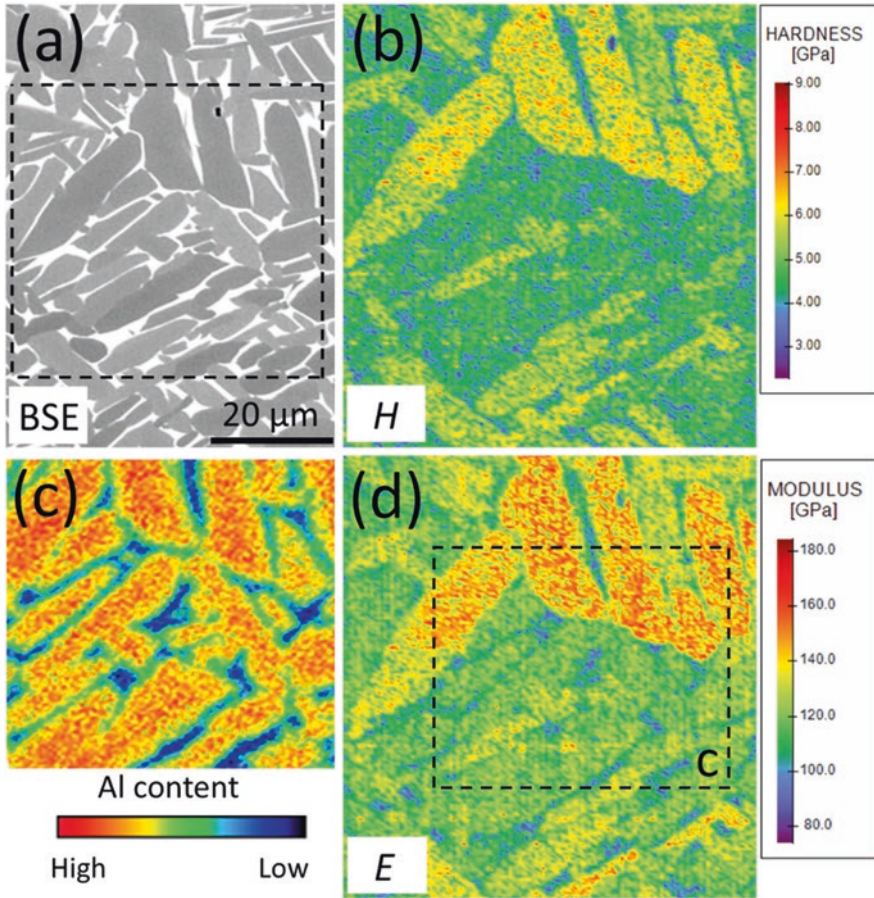 (a)
BSE
20 μm
(b)
H
HARDNESS
[GPa]
9.00
8.00
7.00
6.00
5.00
4.00
3.00
(c)
Al content
High
Low
(d)
c
E
MODULUS
[GPa]
180.0
160.0
140.0
120.0
100.0
80.0